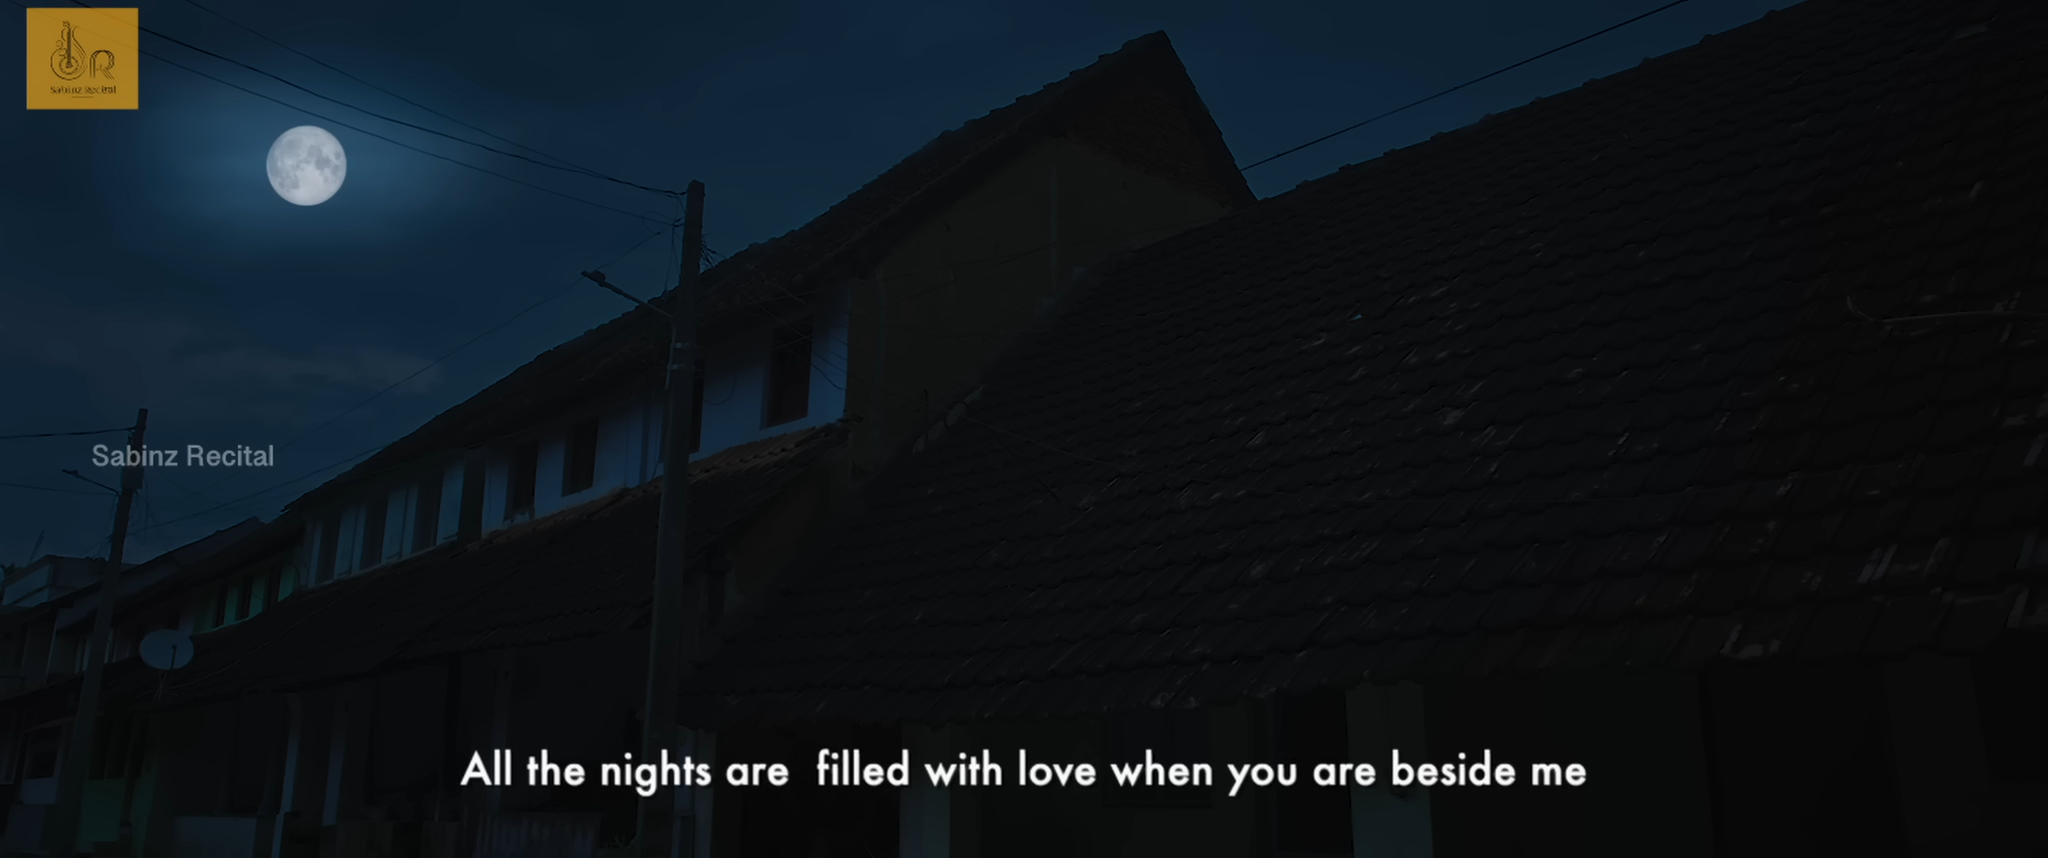 Sabinz Recital
Sabinz Recital
All the nights are  filled with love when you are beside me